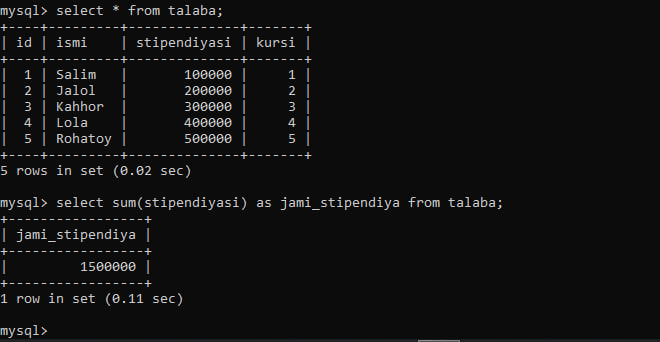 mysql> select * from talaba;
+----+---------+--------------+-------+
| id | ismi    | stipendiyasi | kursi |
+----+---------+--------------+-------+
|  1 | Salim   |       100000 |     1 |
|  2 | Jalol   |       200000 |     2 |
|  3 | Kahhor  |       300000 |     3 |
|  4 | Lola    |       400000 |     4 |
|  5 | Rohatoy |       500000 |     5 |
+----+---------+--------------+-------+
5 rows in set (0.02 sec)
mysql> select sum(stipendiyasi) as jami_stipendiya from talaba;
+-----------------+
| jami_stipendiya |
+-----------------+
|         1500000 |
+-----------------+
1 row in set (0.11 sec)
mysql>